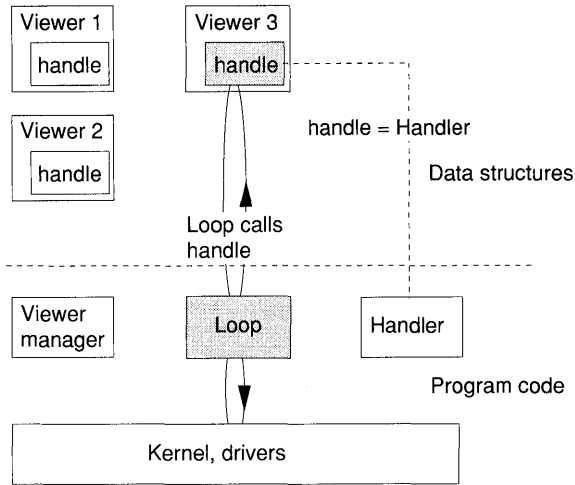 Viewer 1
handle
Viewer 3
handle
handle = Handler
Viewer 2
handle
Data structures
Loop calls
handle
Viewer
manager
Loop
Handler
Program code
Kernel, drivers